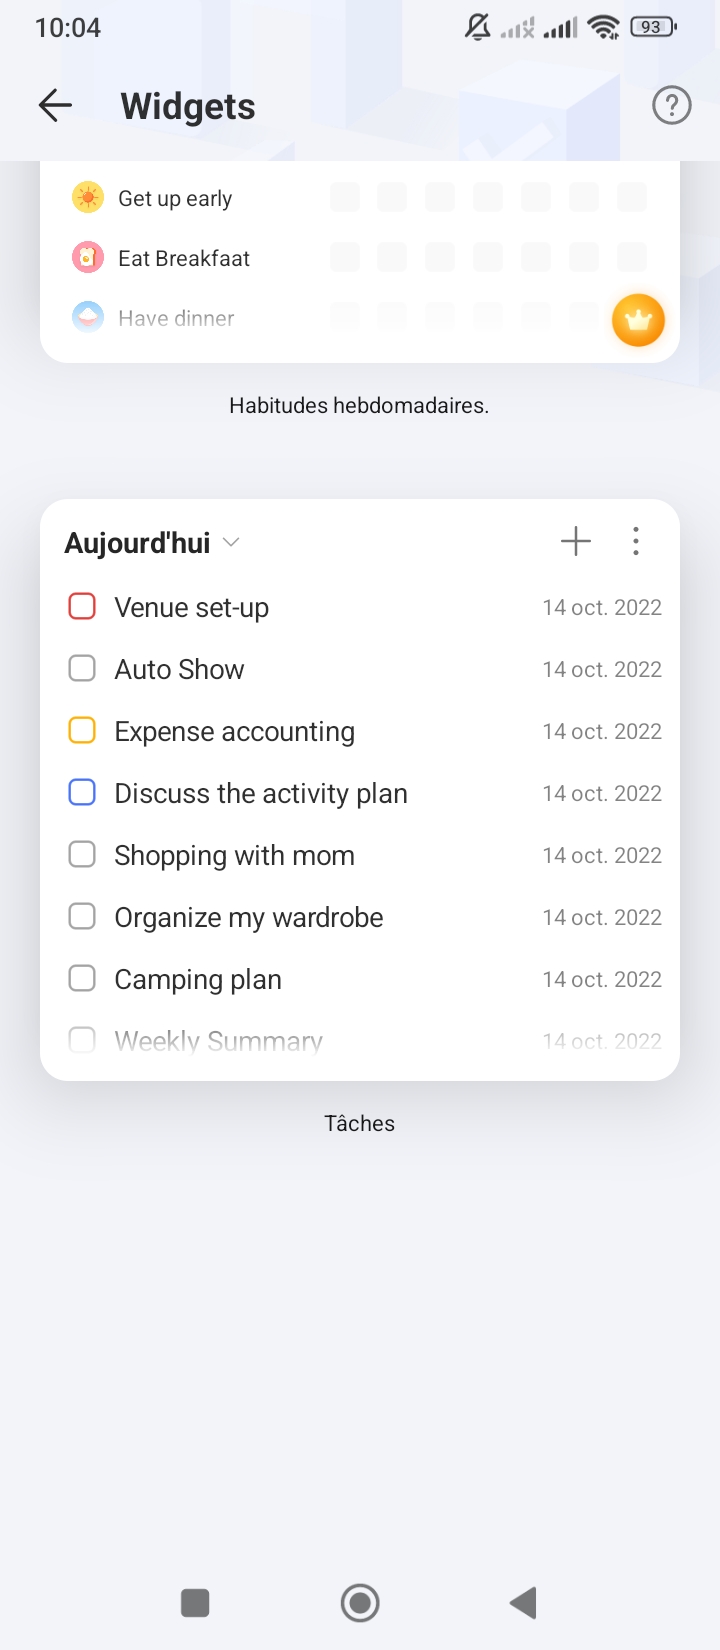 10:04
93
Widgets
Get up early
Eat Breakfaat
Have dinner
Habitudes hebdomadaires.
Aujourd'hui
Venue set-up 14 oct. 2022
Auto Show 14 oct. 2022
Expense accounting 14 oct. 2022
Discuss the activity plan 14 oct. 2022
Shopping with mom 14 oct. 2022
Organize my wardrobe 14 oct. 2022
Camping plan 14 oct. 2022
Weekly Summary 14 oct. 2022
Tâches